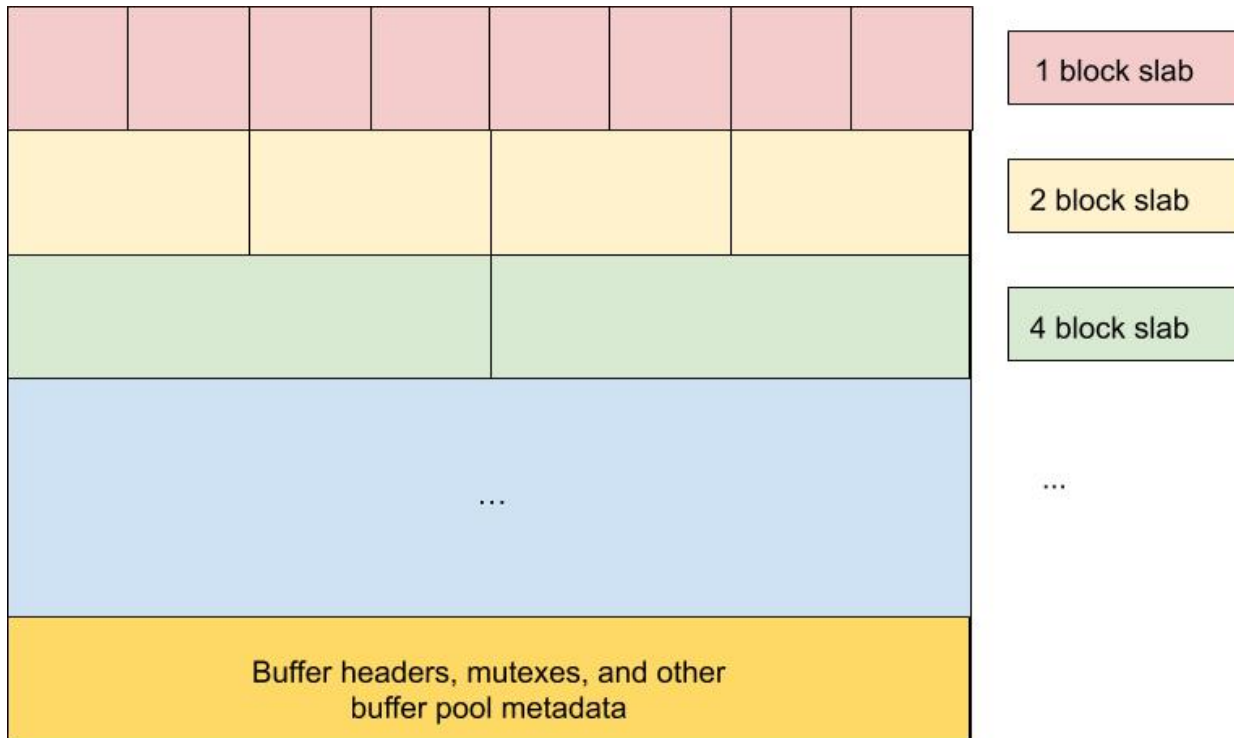 1 block slab
2 block slab
4 block slab
...
...
Buffer headers, mutexes, and other
buffer pool metadata